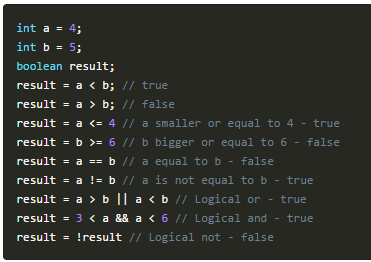 int a = 4;
int b = 5;
boolean result;
result = a < b; // true
result = a > b; // false
result = a <= 4 // a smaller or equal to 4 - true
result = b >= 6 // b bigger or equal to 6 - false
result = a == b // a equal to b - false
result = a != b // a is not equal to b - true
result = a > b || a < b // Logical or - true
result = 3 < a && a < 6 // Logical and - true
result = !result // Logical not - false